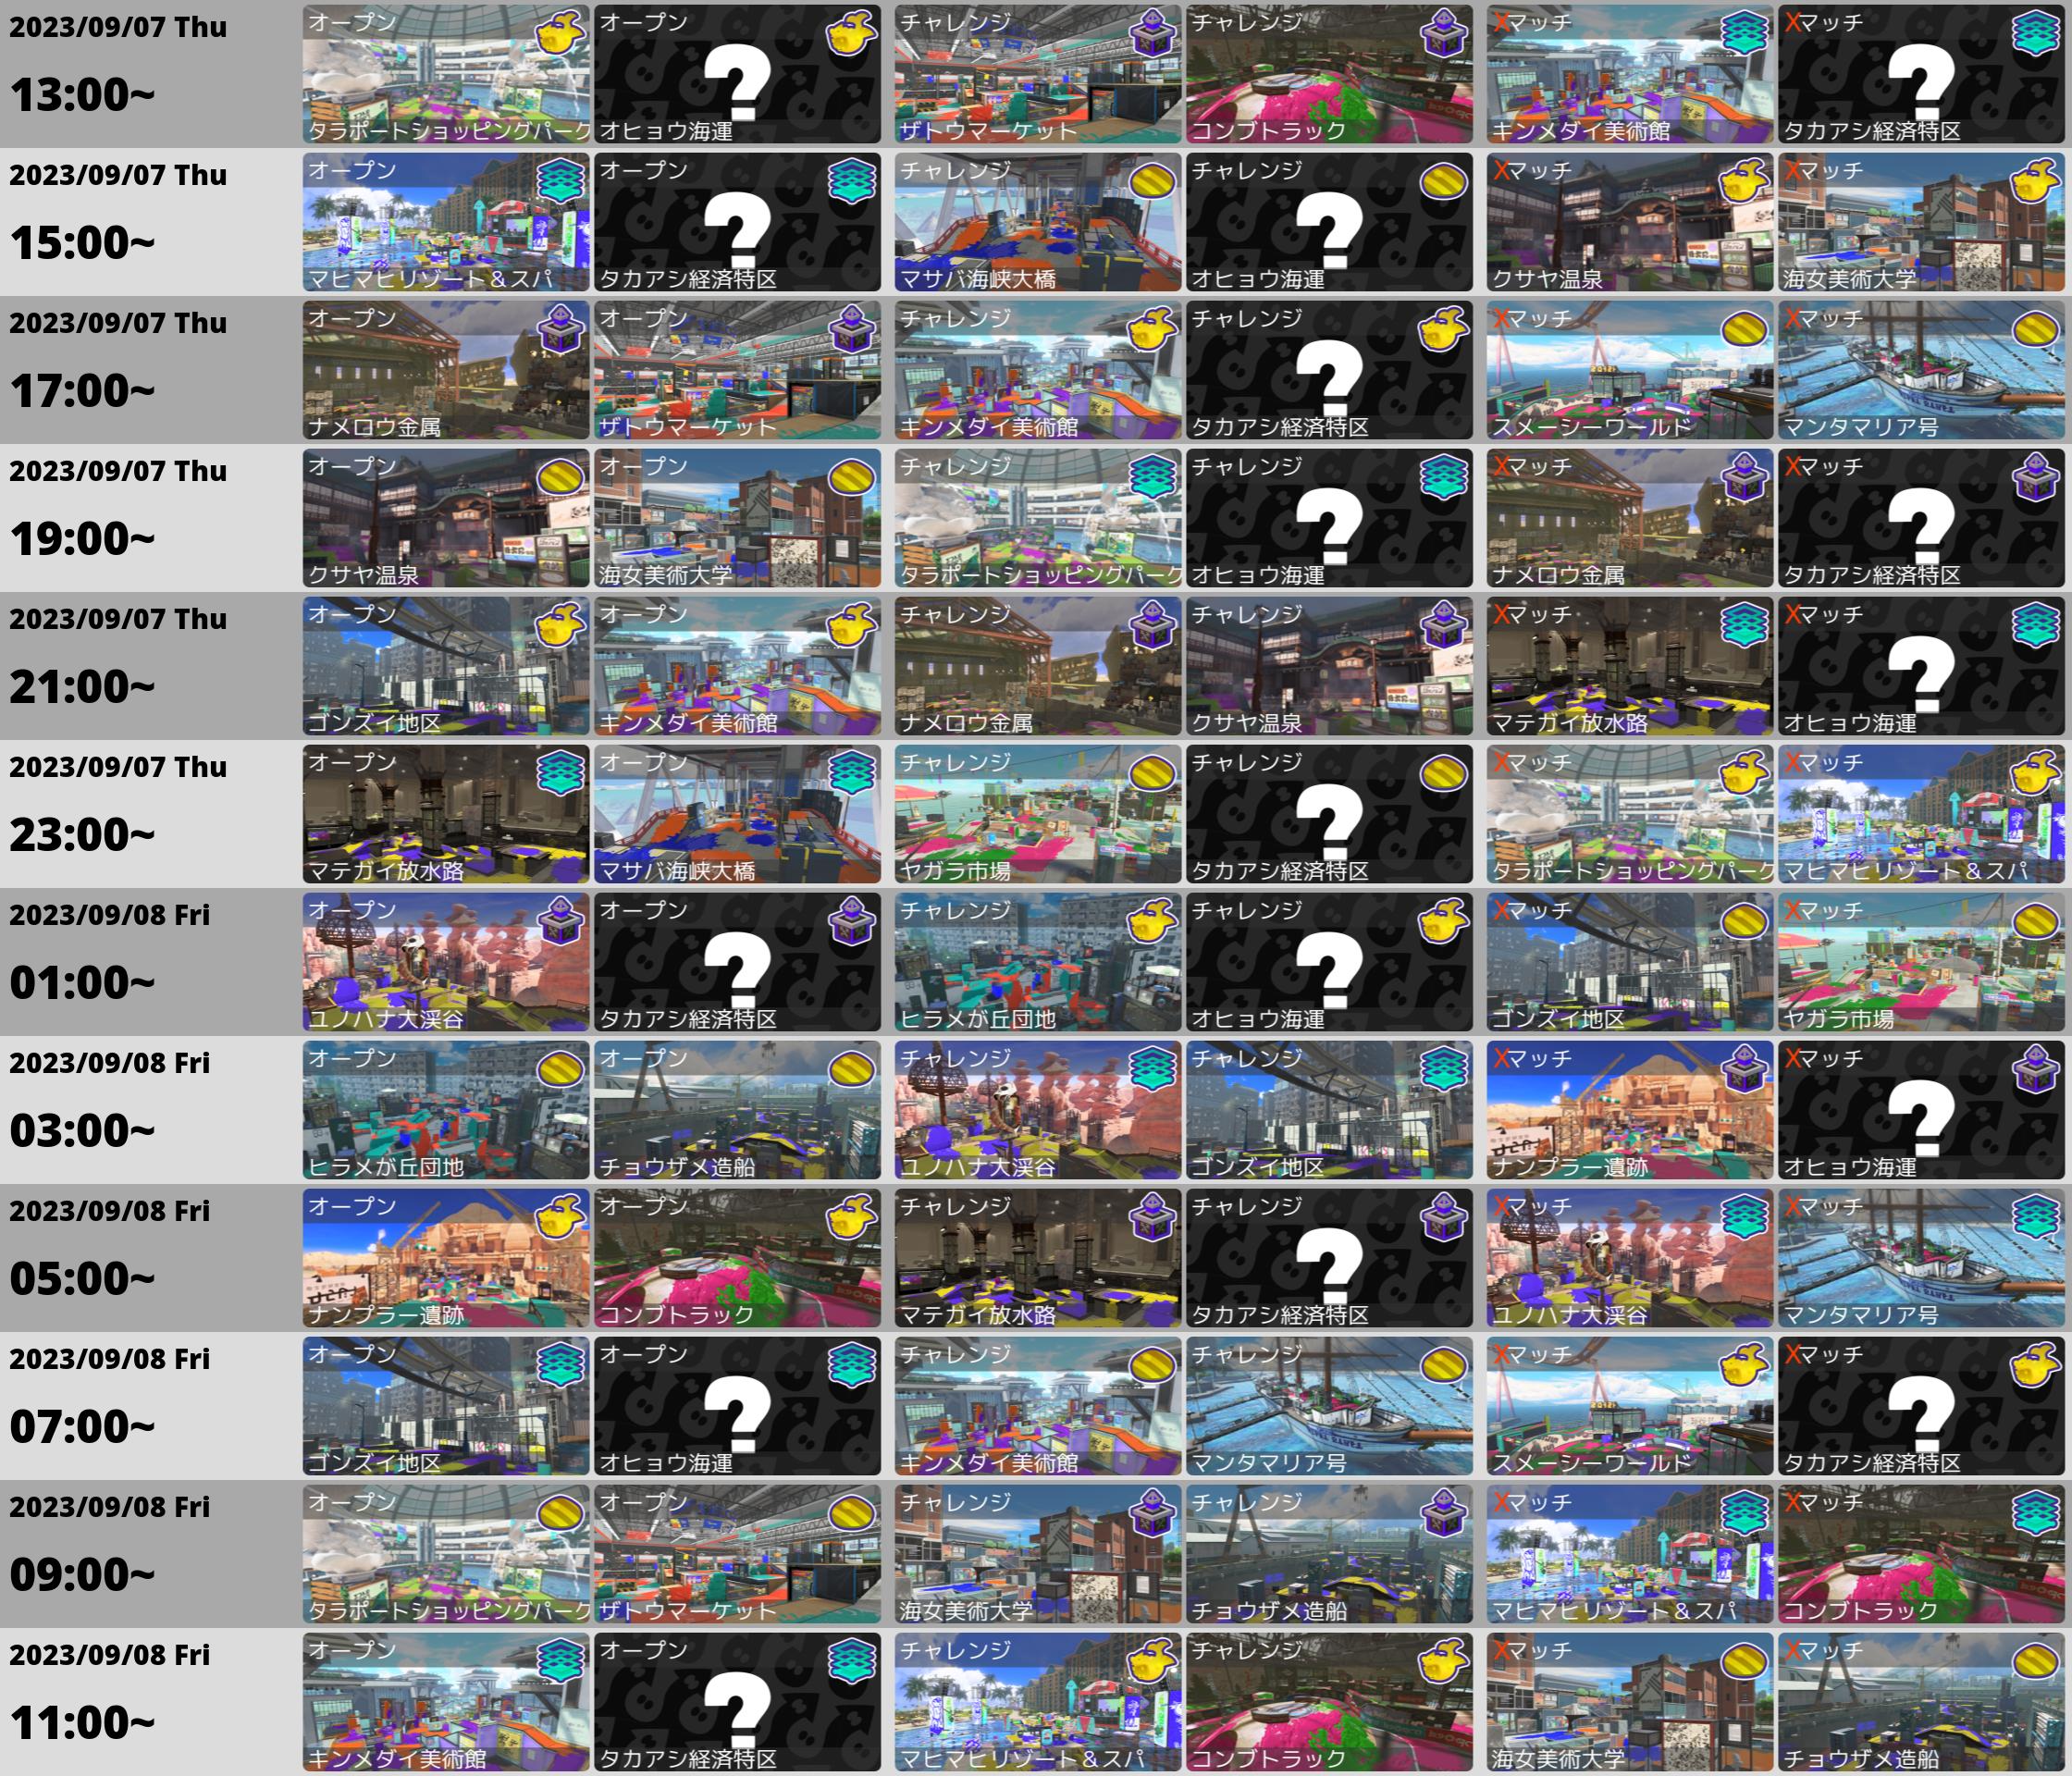 2023/09/07 Thu
13:00~
オープン
タラポートショッピングパーク
オープン
オヒョウ海運
チャレンジ
ザトウマーケット
チャレンジ
コンブトラック
Xマッチ
キンメダイ美術館
Xマッチ
タカアシ経済特区
2023/09/07 Thu
15:00~
オープン
マヒマヒリゾート＆スパ
オープン
タカアシ経済特区
チャレンジ
マサバ海峡大橋
チャレンジ
オヒョウ海運
Xマッチ
クサヤ温泉
Xマッチ
海女美術大学
2023/09/07 Thu
17:00~
オープン
ナメロウ金属
オープン
ザトウマーケット
チャレンジ
キンメダイ美術館
チャレンジ
タカアシ経済特区
Xマッチ
スメーシーワールド
Xマッチ
マンタマリア号
2023/09/07 Thu
19:00~
オープン
クサヤ温泉
オープン
海女美術大学
チャレンジ
タラポートショッピングパーク
チャレンジ
オヒョウ海運
Xマッチ
ナメロウ金属
Xマッチ
タカアシ経済特区
2023/09/07 Thu
21:00~
オープン
ゴンズイ地区
オープン
キンメダイ美術館
チャレンジ
ナメロウ金属
チャレンジ
クサヤ温泉
Xマッチ
マテガイ放水路
Xマッチ
オヒョウ海運
2023/09/07 Thu
23:00~
オープン
マテガイ放水路
オープン
マサバ海峡大橋
チャレンジ
ヤガラ市場
チャレンジ
タカアシ経済特区
Xマッチ
タラポートショッピングパーク
Xマッチ
マヒマヒリゾート＆スパ
2023/09/08 Fri
01:00~
オープン
ユノハナ大渓谷
オープン
タカアシ経済特区
チャレンジ
ヒラメが丘団地
チャレンジ
オヒョウ海運
Xマッチ
ゴンズイ地区
Xマッチ
ヤガラ市場
2023/09/08 Fri
03:00~
オープン
ヒラメが丘団地
オープン
チョウザメ造船
チャレンジ
ユノハナ大渓谷
チャレンジ
ゴンズイ地区
Xマッチ
ナンプラー遺跡
Xマッチ
オヒョウ海運
2023/09/08 Fri
05:00~
オープン
ナンプラー遺跡
オープン
コンブトラック
チャレンジ
マテガイ放水路
チャレンジ
タカアシ経済特区
Xマッチ
ユノハナ大渓谷
Xマッチ
マンタマリア号
2023/09/08 Fri
07:00~
オープン
ゴンズイ地区
オープン
オヒョウ海運
チャレンジ
キンメダイ美術館
チャレンジ
マンタマリア号
Xマッチ
スメーシーワールド
Xマッチ
タカアシ経済特区
2023/09/08 Fri
09:00~
オープン
タラポートショッピングパーク
オープン
ザトウマーケット
チャレンジ
海女美術大学
チャレンジ
チョウザメ造船
Xマッチ
マヒマヒリゾート＆スパ
Xマッチ
コンブトラック
2023/09/08 Fri
11:00~
オープン
キンメダイ美術館
オープン
タカアシ経済特区
チャレンジ
マヒマヒリゾート＆スパ
チャレンジ
コンブトラック
Xマッチ
海女美術大学
Xマッチ
チョウザメ造船